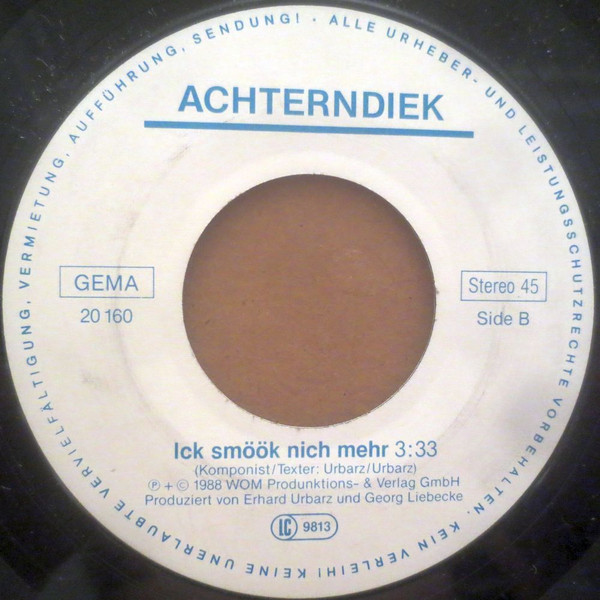 ACHTERNDIEK
GEMA
20 160
Stereo 45
Side B
Ick smöök nich mehr 3:33
(Komponist/Texter: Urbarz/Urbarz)
℗ + © 1988 WOM Produnktions- & Verlag GmbH
Produziert von Erhard Urbarz und Georg Liebecke
LC 9813
ALLE URHEBER- UND LEISTUNGSSCHUTZRECHTE VORBEHALTEN. KEIN VERLEIH! KEINE UNERLAUBTE VERVIELFÄLTIGUNG, VERMIETUNG, AUFFÜHRUNG, SENDUNG! ·